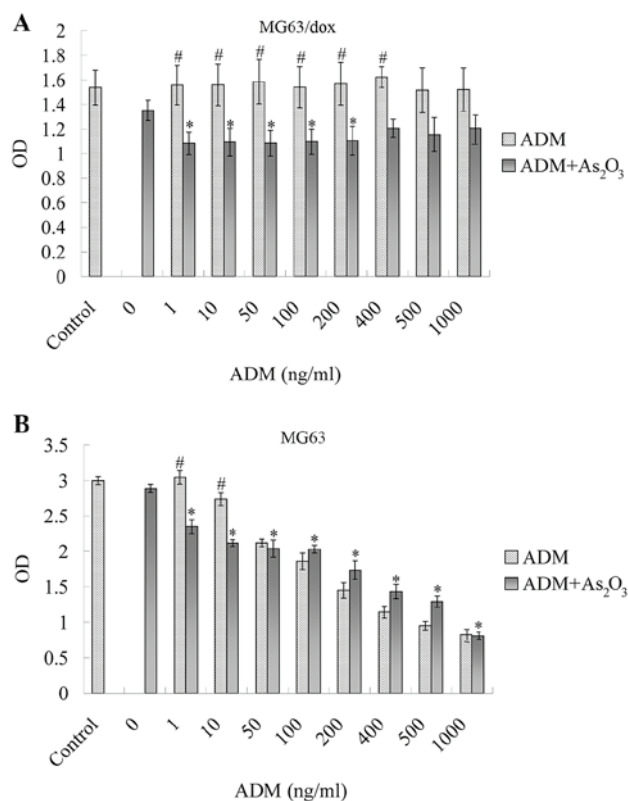 A
MG63/dox
2
1.8
1.6
1.4
1.2
1
0.8
0.6
0.4
0.2
0
OD
# # # # # #
* * * * *
ADM
ADM+As₂O₃
Control 0 1 10 50 100 200 400 500 1000
ADM (ng/ml)
B
MG63
3.5
3
2.5
2
1.5
1
0.5
0
OD
# #
* * * * * * * *
ADM
ADM+As₂O₃
Control 0 1 10 50 100 200 400 500 1000
ADM (ng/ml)